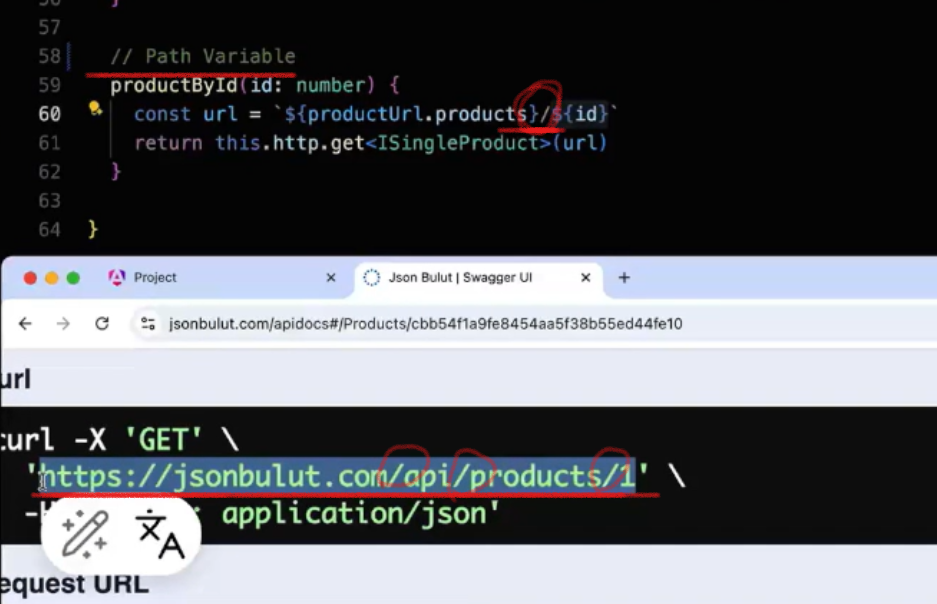 57
58 // Path Variable
59 productById(id: number) {
60 const url = `${productUrl.products}/${id}`
61 return this.http.get<ISingleProduct>(url)
62 }
63
64 }
Project
Json Bulut | Swagger UI
jsonbulut.com/apidocs#/Products/cbb54f1a9fe8454aa5f38b55ed44fe10
url
curl -X 'GET' \
'https://jsonbulut.com/api/products/1' \
application/json'
equest URL